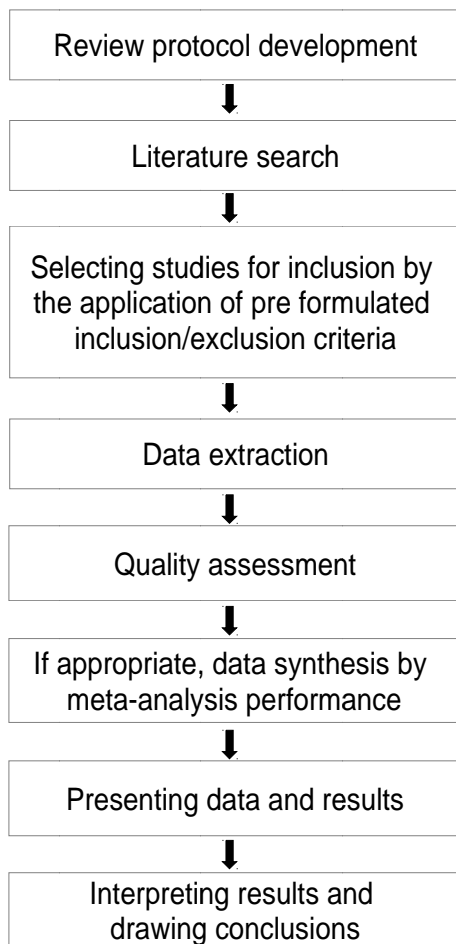 Review protocol development
Literature search
Selecting studies for inclusion by
the application of pre formulated
inclusion/exclusion criteria
Data extraction
Quality assessment
If appropriate, data synthesis by
meta-analysis performance
Presenting data and results
Interpreting results and
drawing conclusions